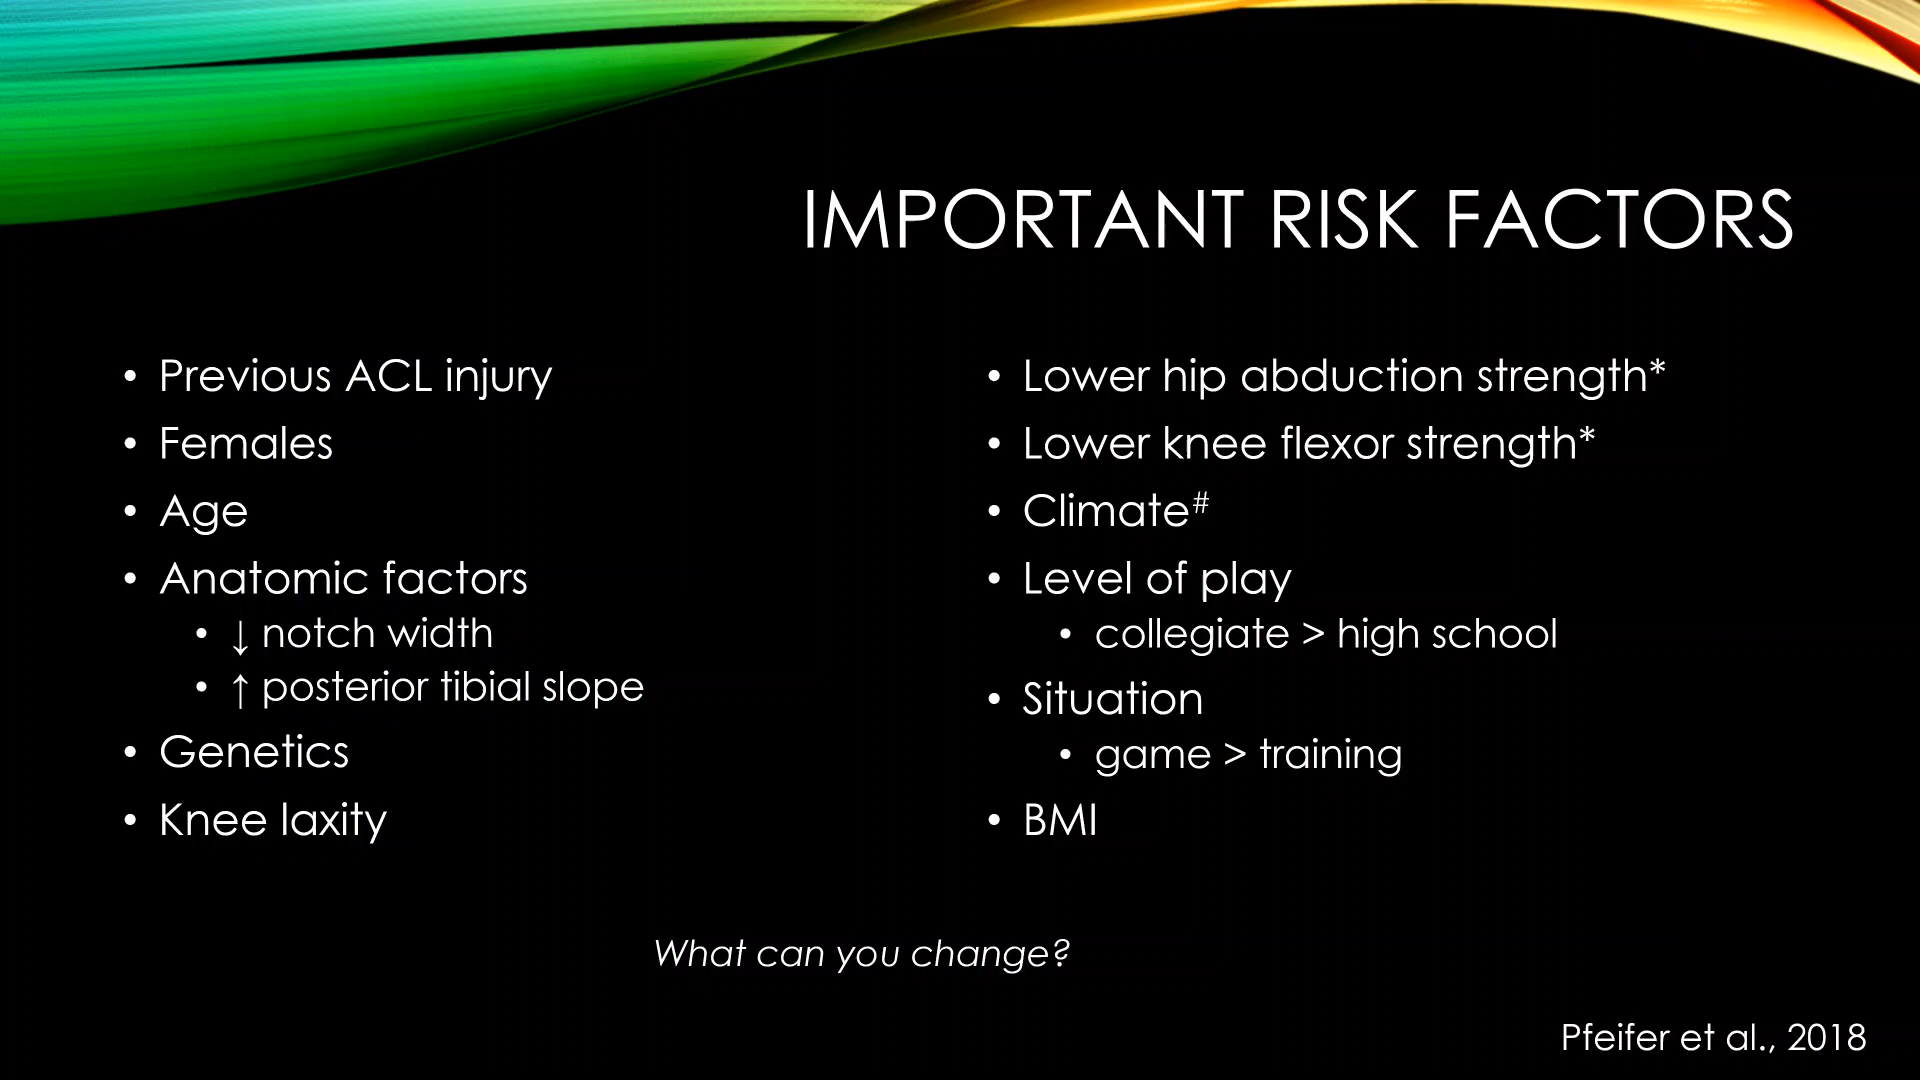 IMPORTANT RISK FACTORS
• Previous ACL injury
• Females
• Age
• Anatomic factors
• ↓ notch width
• ↑ posterior tibial slope
• Genetics
• Knee laxity
• Lower hip abduction strength*
• Lower knee flexor strength*
• Climate#
• Level of play
• collegiate > high school
• Situation
• game > training
• BMI
What can you change?
Pfeifer et al., 2018